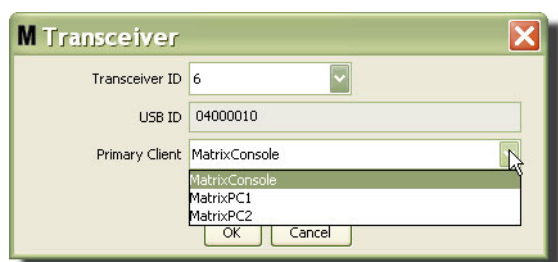 M Transceiver
Transceiver ID 6
USB ID 04000010
Primary Client MatrixConsole
MatrixConsole
MatrixPC1
MatrixPC2
OK Cancel